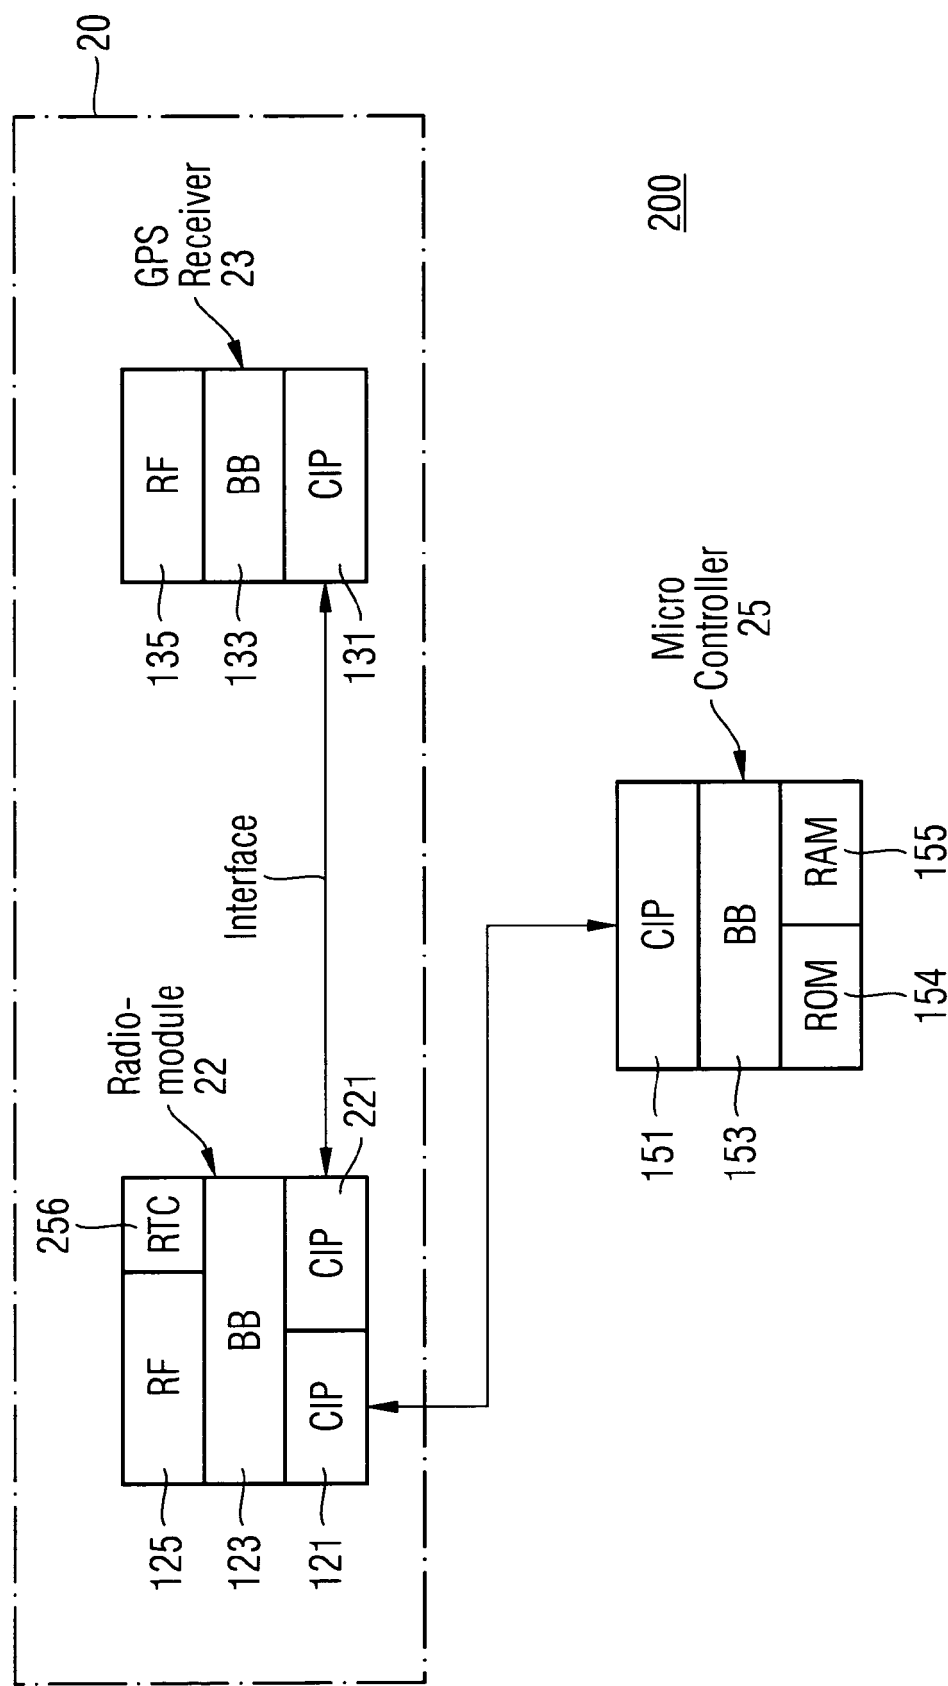 20
GPS
Receiver
23
135
RF
133
BB
131
CIP
Interface
Radio-
module
22
256
125
RF
RTC
123
BB
121
CIP
CIP
221
200
Micro
Controller
25
151
CIP
153
BB
ROM
RAM
154
155